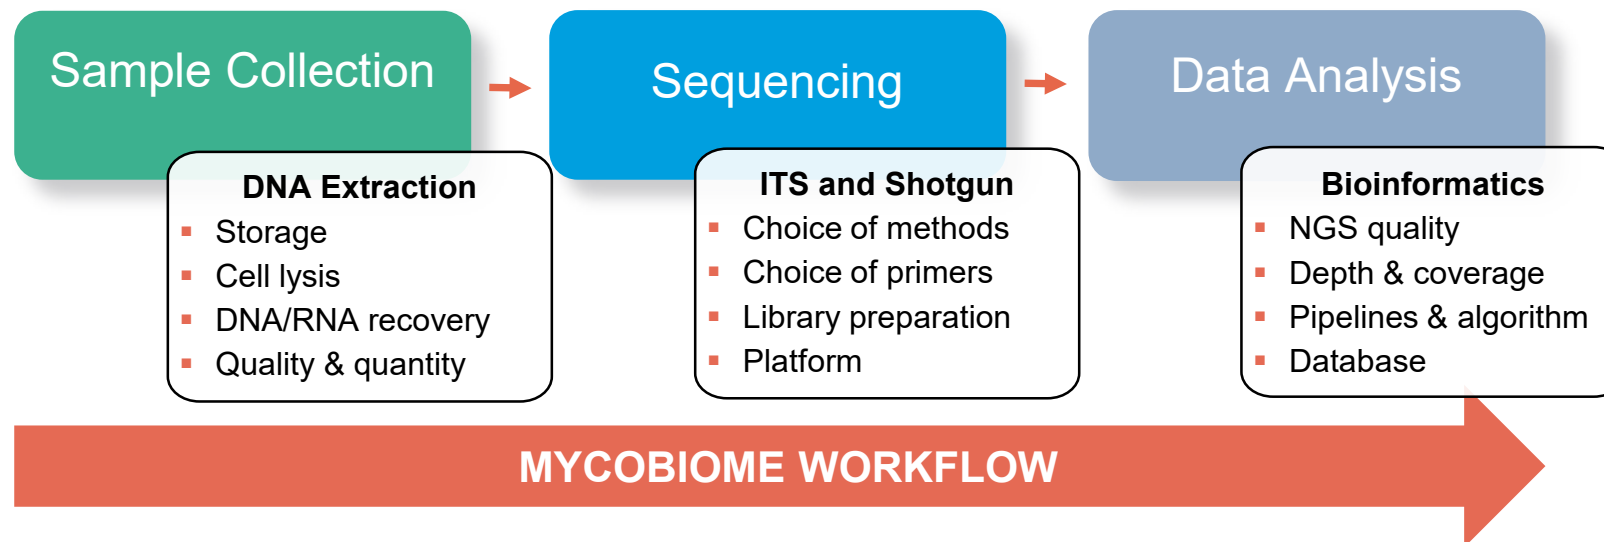 Sample Collection
DNA Extraction
▪ Storage
▪ Cell lysis
▪ DNA/RNA recovery
▪ Quality & quantity
Sequencing
ITS and Shotgun
▪ Choice of methods
▪ Choice of primers
▪ Library preparation
▪ Platform
Data Analysis
Bioinformatics
▪ NGS quality
▪ Depth & coverage
▪ Pipelines & algorithm
▪ Database
MYCOBIOME WORKFLOW